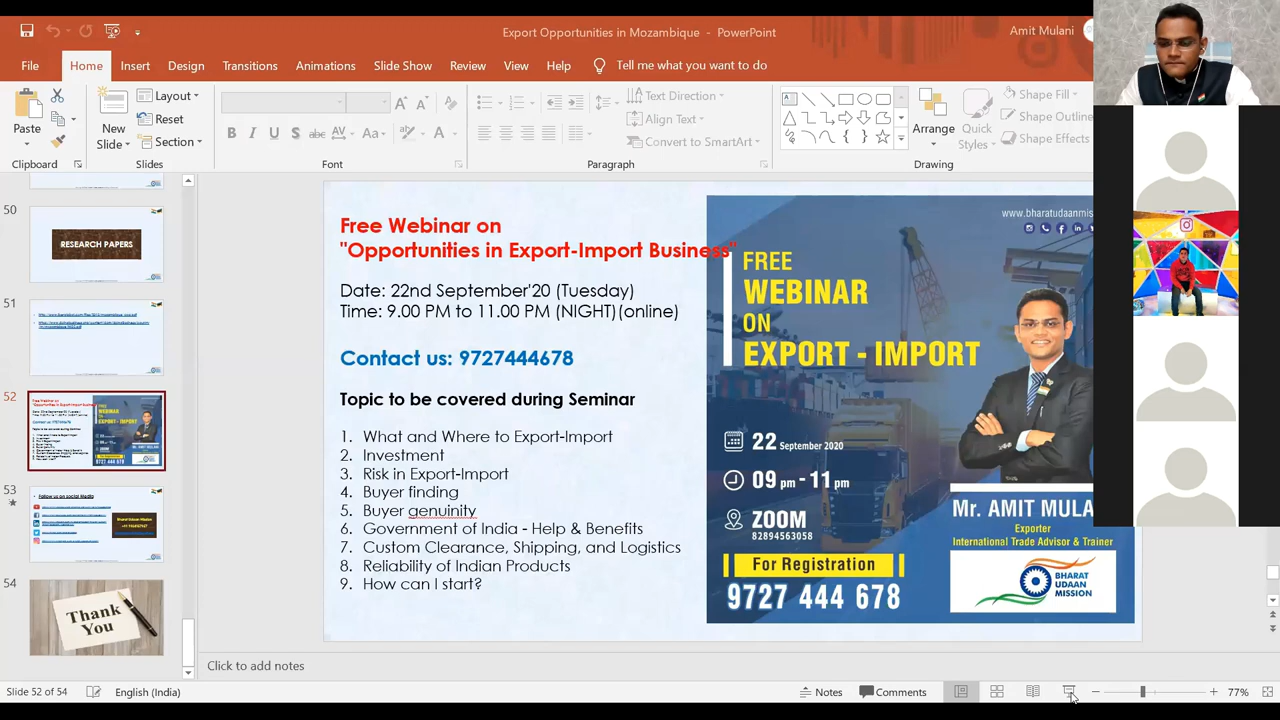 Export Opportunities in Mozambique - PowerPoint
Amit Mulani
File Home Insert Design Transitions Animations Slide Show Review View Help Tell me what you want to do
Paste
New
Slide
Layout
Reset
Section
B I U S abc AV Aa A
Text Direction
Align Text
Convert to SmartArt
Arrange
Quick
Styles
Shape Fill
Shape Outline
Shape Effects
Clipboard Slides Font Paragraph Drawing
50
RESEARCH PAPERS
51
52
53
Follow us on social Media
54
Thank
You
Free Webinar on
"Opportunities in Export-Import Business"
Date: 22nd September'20 (Tuesday)
Time: 9.00 PM to 11.00 PM (NIGHT)(online)
Contact us: 9727444678
Topic to be covered during Seminar
1. What and Where to Export-Import
2. Investment
3. Risk in Export-Import
4. Buyer finding
5. Buyer genuinity
6. Government of India - Help & Benefits
7. Custom Clearance, Shipping, and Logistics
8. Reliability of Indian Products
9. How can I start?
www.bharatudaanmis
FREE
WEBINAR
ON
EXPORT - IMPORT
22 September 2020
09 pm - 11 pm
ZOOM
82894563058
For Registration
9727 444 678
Mr. AMIT MULA
Exporter
International Trade Advisor & Trainer
BHARAT
UDAAN
MISSION
Click to add notes
Slide 52 of 54 English (India) Notes Comments 77%